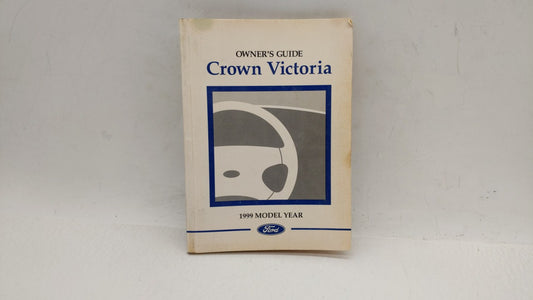 OWNER'S GUIDE
Crown Victoria
1999 MODEL YEAR
Ford